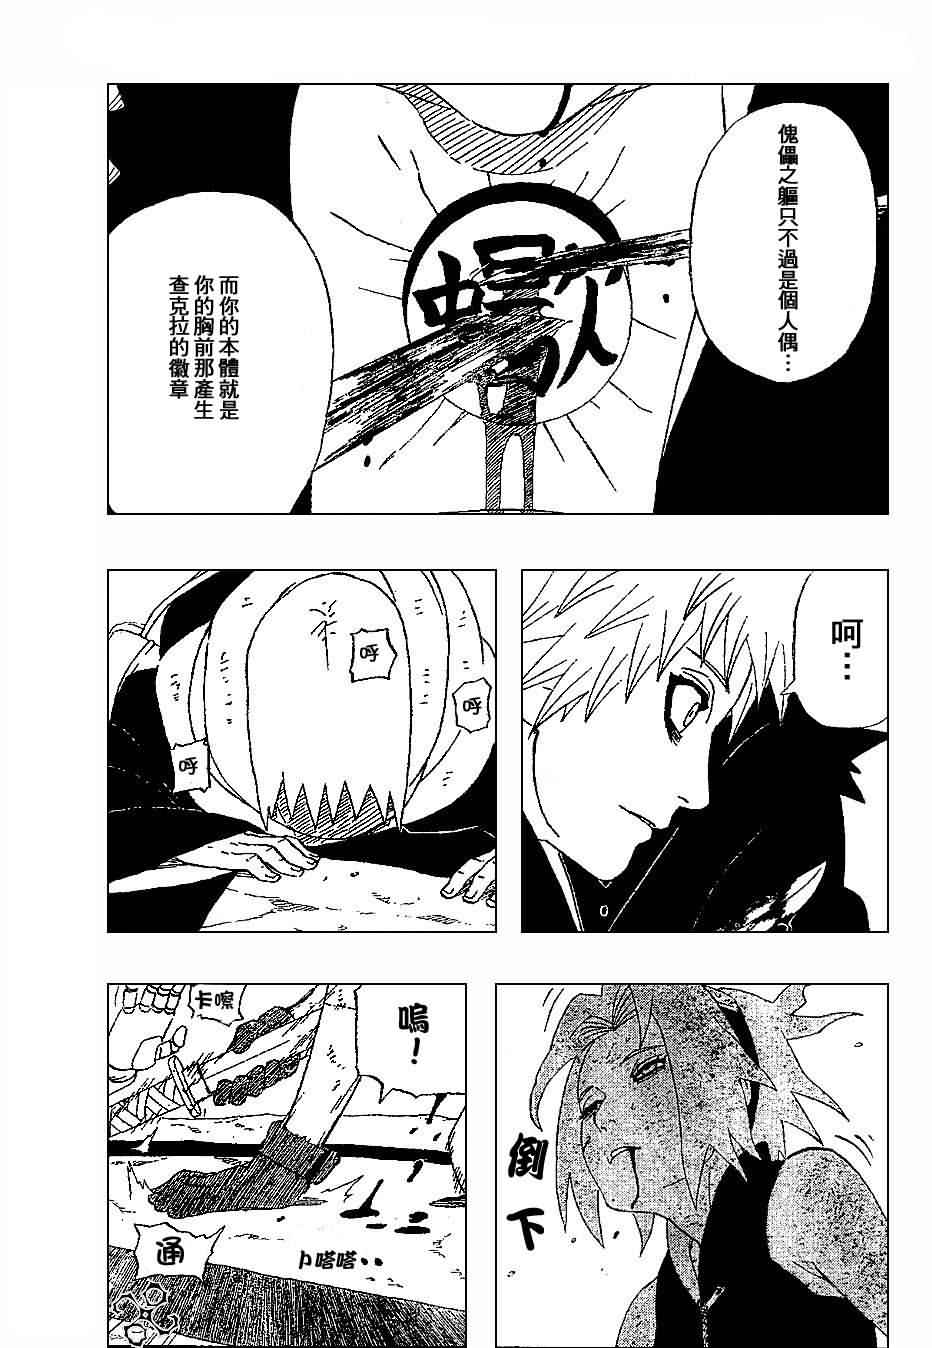 傀儡之軀只不過是個人偶…
蠍
而你的本體就是
你的胸前那產生
查克拉的徽章
呵…
呼
呼
呼
倒下
嗚！
卡嚓
通
卜嗒嗒‥